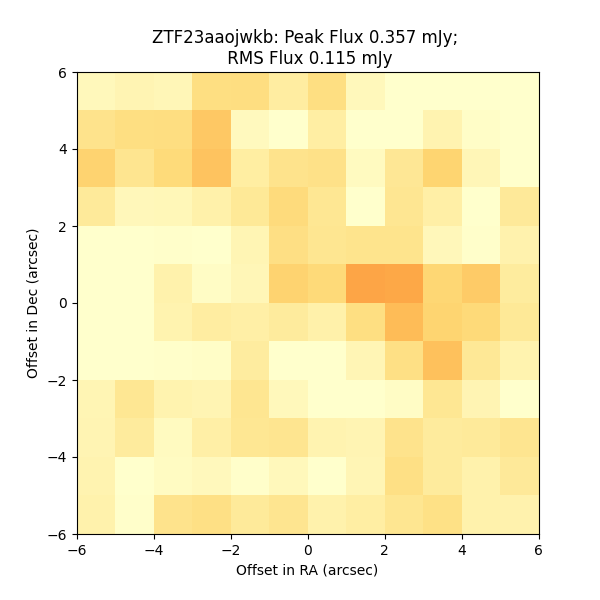 ZTF23aaojwkb: Peak Flux 0.357 mJy;
RMS Flux 0.115 mJy
6
4
2
0
−2
−4
−6
Offset in Dec (arcsec)
−6 −4 −2 0 2 4 6
Offset in RA (arcsec)